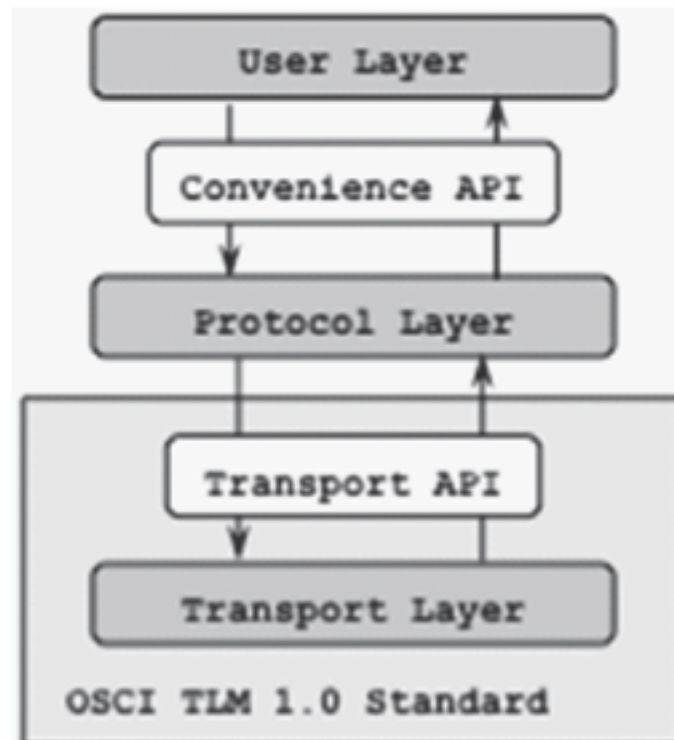 User Layer
Convenience API
Protocol Layer
Transport API
Transport Layer
OSCI TLM 1.0 Standard